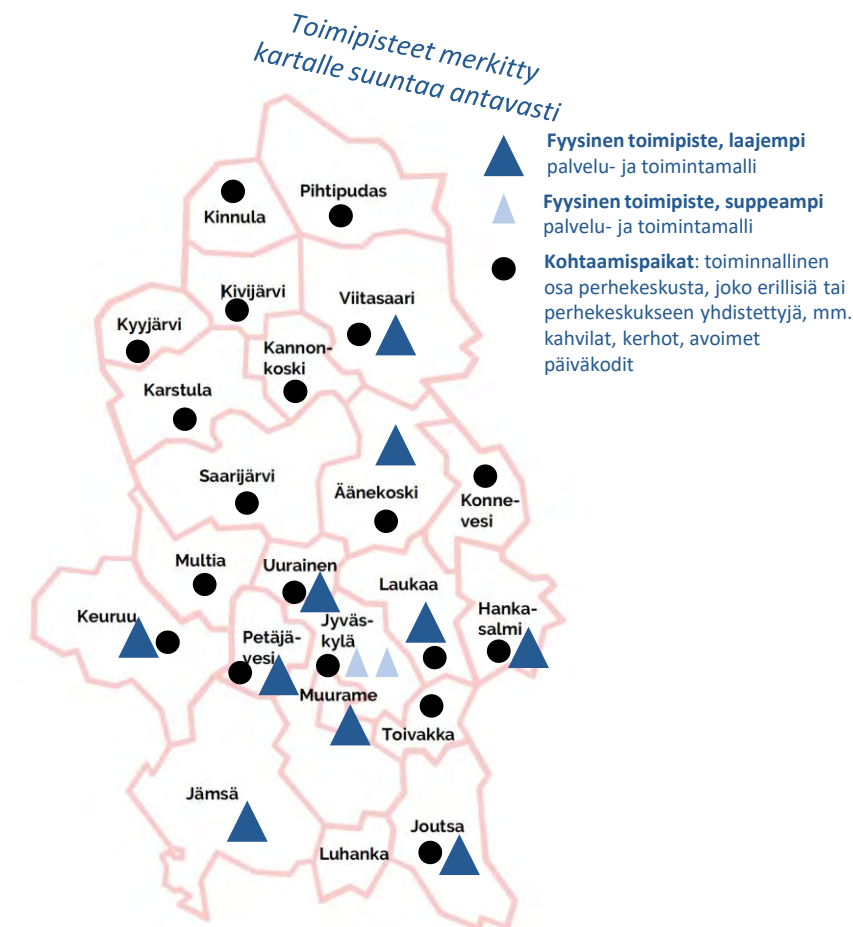 Toimipisteet merkitty
kartalle suuntaa antavasti
Fyysinen toimipiste, laajempi
palvelu- ja toimintamalli
Fyysinen toimipiste, suppeampi
palvelu- ja toimintamalli
Kohtaamispaikat: toiminnallinen
osa perhekeskusta, joko erillisiä tai
perhekeskukseen yhdistettyjä, mm.
kahvilat, kerhot, avoimet
päiväkodit
Kinnula
Pihtipudas
Kivijärvi
Viitasaari
Kyyjärvi
Kannon-
koski
Karstula
Saarijärvi
Äänekoski
Konne-
vesi
Multia
Uurainen
Laukaa
Hanka-
salmi
Keuruu
Petäjä-
vesi
Jyväs-
kylä
Muurame
Toivakka
Jämsä
Joutsa
Luhanka